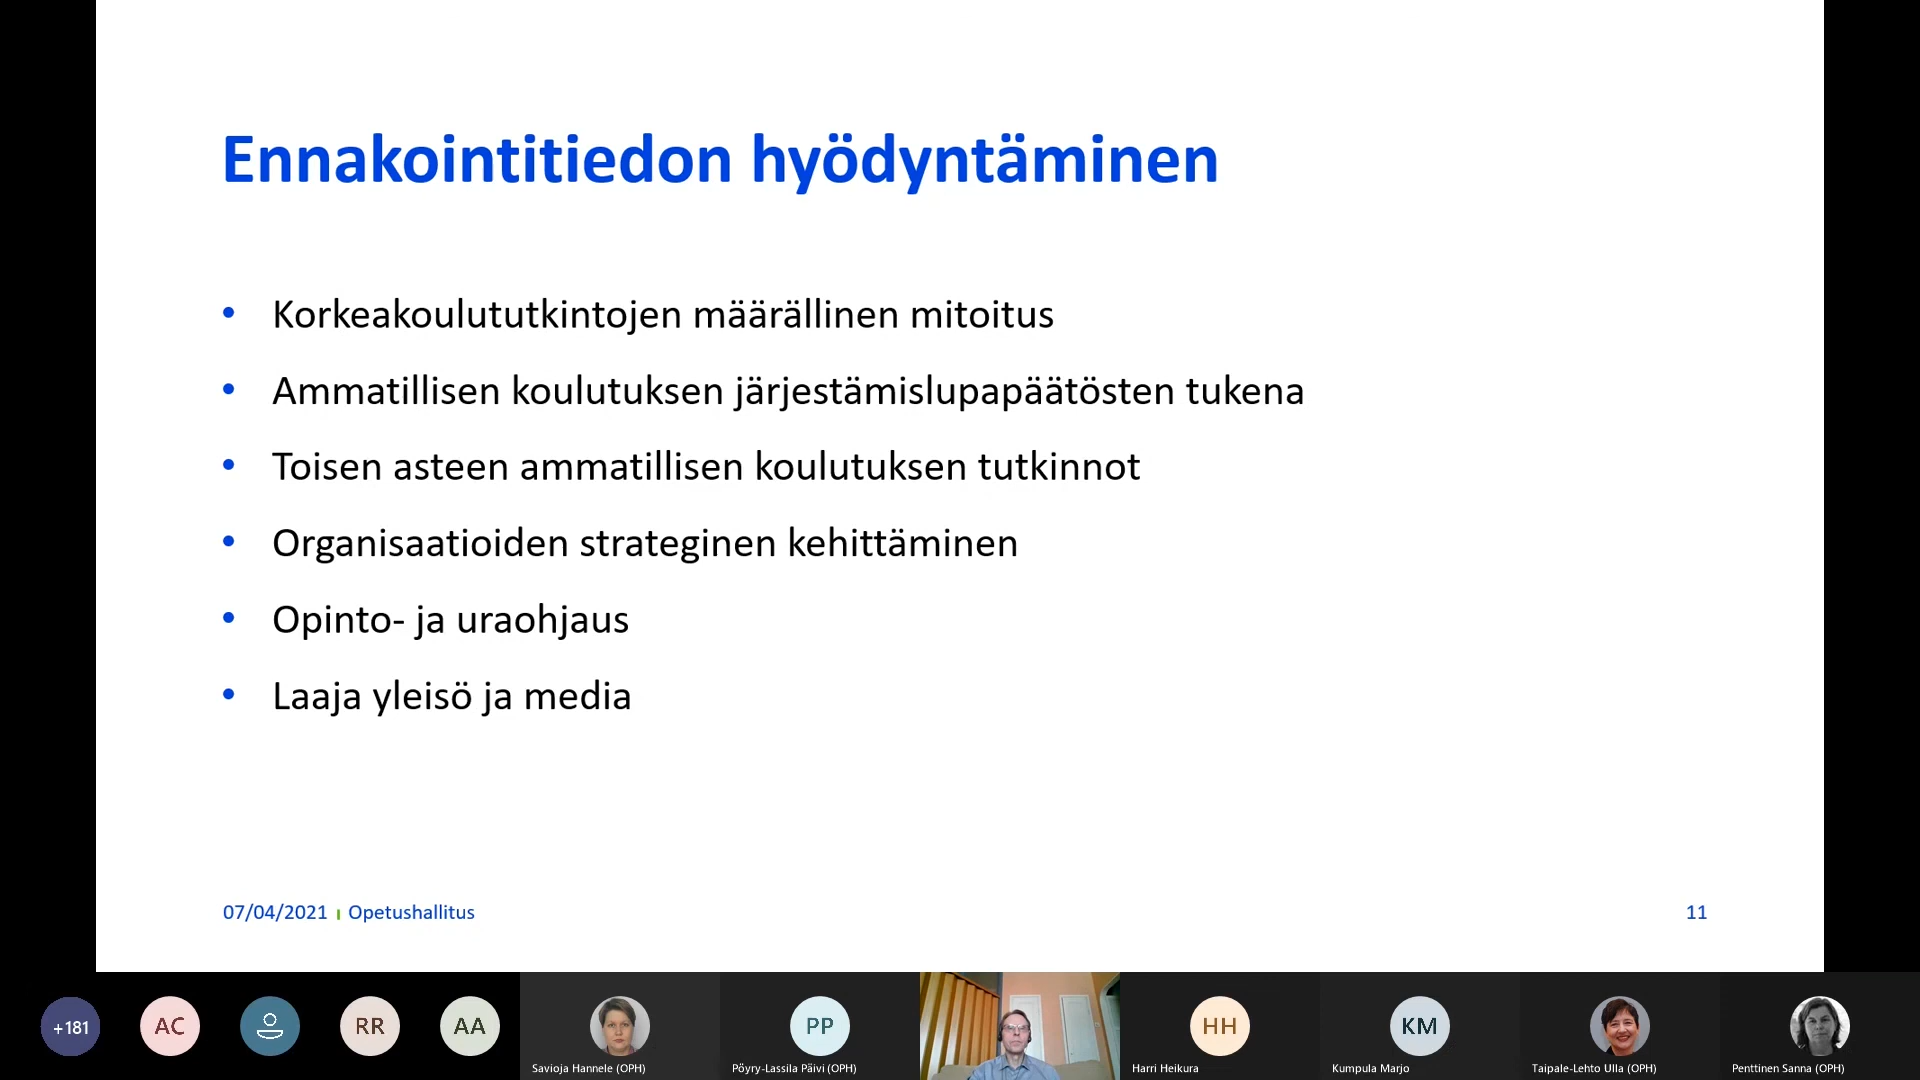 Ennakointitiedon hyödyntäminen
• Korkeakoulututkintojen määrällinen mitoitus
• Ammatillisen koulutuksen järjestämislupapäätösten tukena
• Toisen asteen ammatillisen koulutuksen tutkinnot
• Organisaatioiden strateginen kehittäminen
• Opinto- ja uraohjaus
• Laaja yleisö ja media
07/04/2021 Opetushallitus
11
+181
AC
RR
AA
Savioja Hannele (OPH)
PP
Pöyry-Lassila Päivi (OPH)
HH
Harri Heikura
KM
Kumpula Marjo
Taipale-Lehto Ulla (OPH)
Penttinen Sanna (OPH)